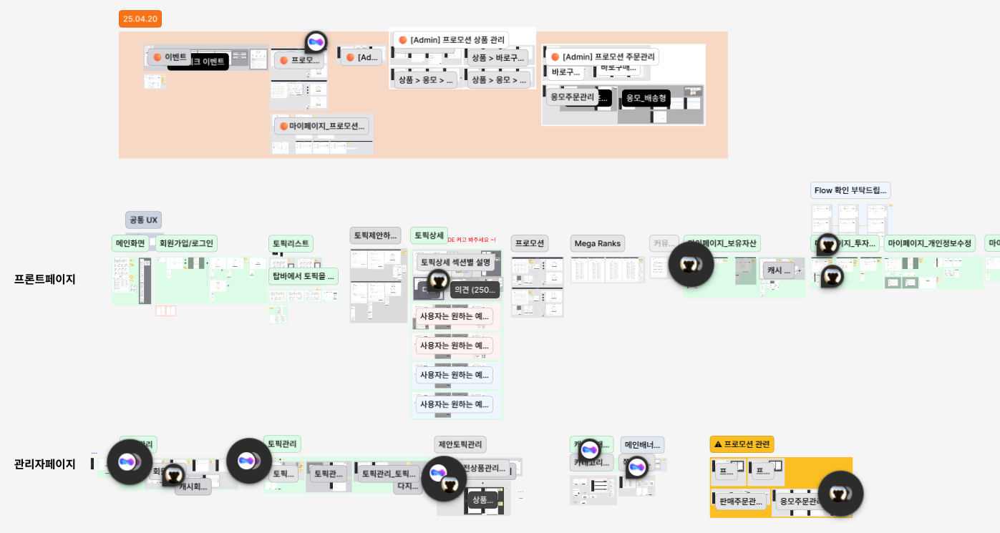 25.04.20
이벤트
크 이벤트
프로모...
[Ad...
[Admin] 프로모션 상품 관리
상품 > 바로구...
상품 > 응모 > ...
상품 > 응모 > ...
[Admin] 프로모션 주문관리
바로구...
바로구매...
응모주문관리
응모_배송형
마이페이지_프로모션...
Flow 확인 부탁드립...
공통 UX
메인화면
회원가입/로그인
토픽리스트
탑바에서 토픽을 ...
토픽제안하...
토픽상세
DE 켜고 봐주세요 ~!
토픽상세 섹션별 설명
의견 (250...
사용자는 원하는 예...
사용자는 원하는 예...
사용자는 원하는 예...
사용자는 원하는 예...
프로모션
Mega Ranks
커뮤...
마이페이지_보유자산
캐시 ...
이지_투자...
마이페이지_개인정보수정
마이
프론트페이지
관리자페이지
...
관리
회원
캐시회...
토픽관리
토픽...
토픽관...
토픽관리_토픽...
다지...
제안토픽관리
전상품관리...
상품...
카테고리...
메인배너...
⚠ 프로모션 관련
프...
프...
판매주문관...
응모주문관리